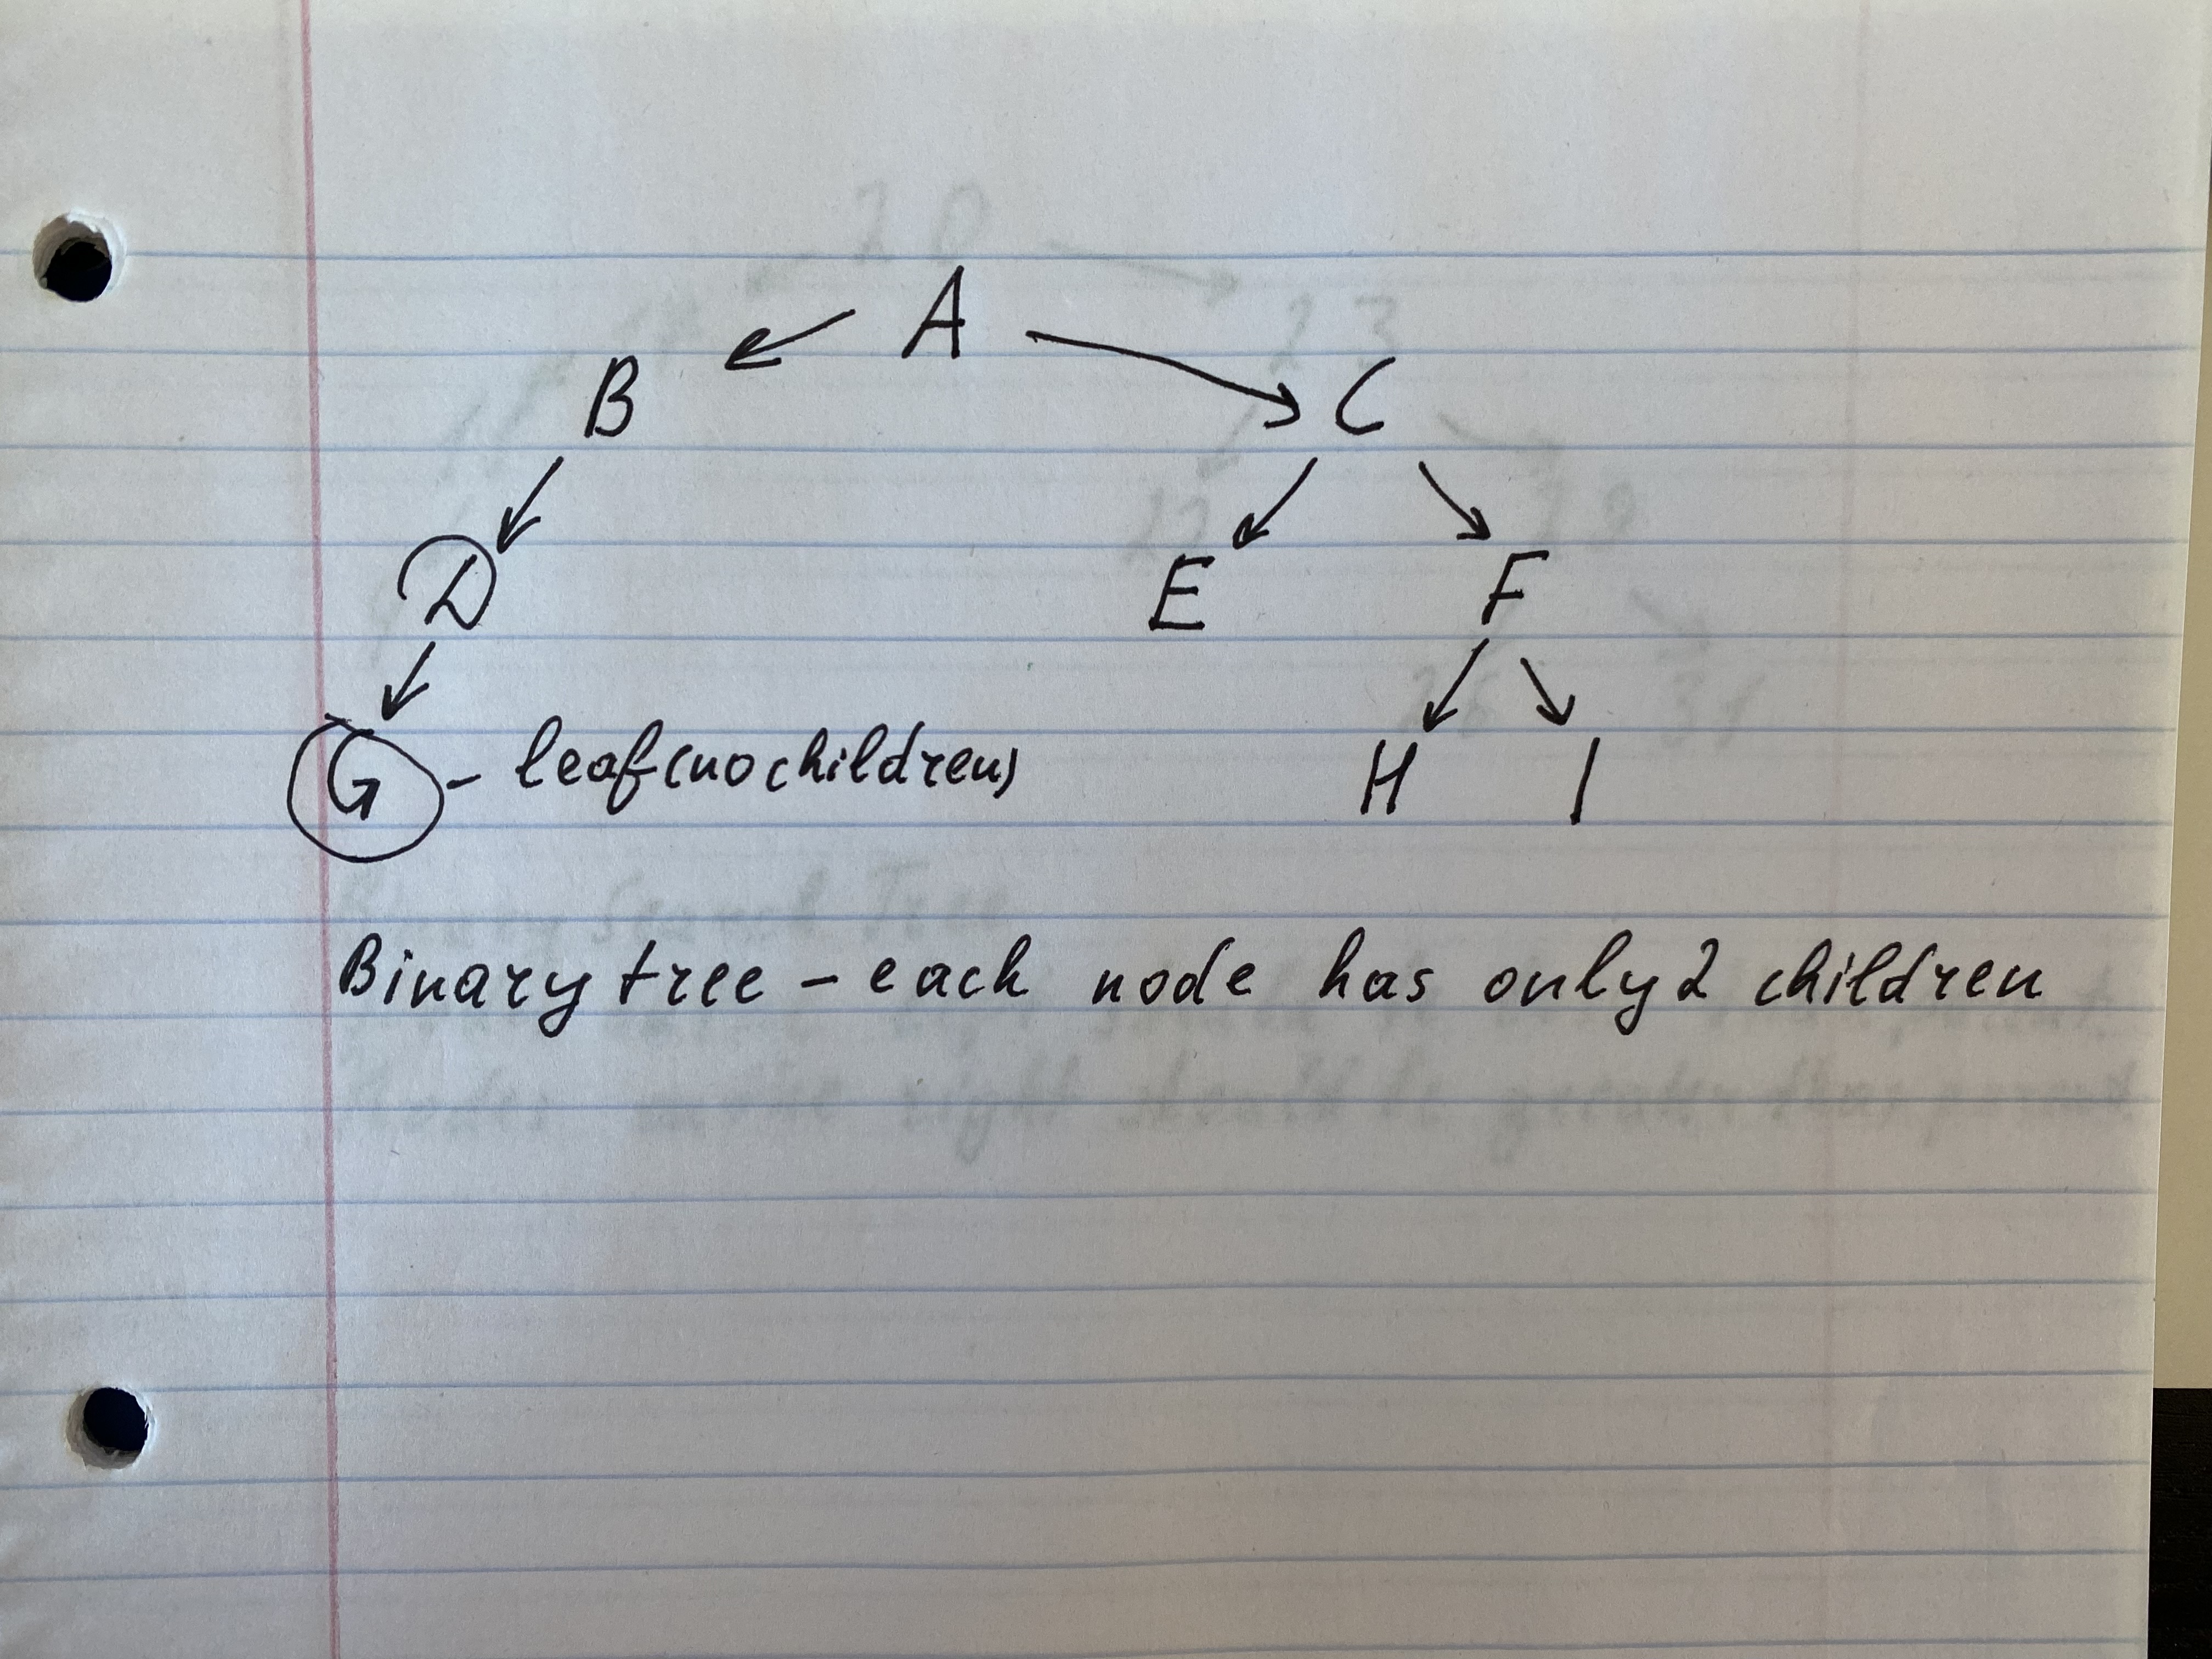 A
B C
D E F
G - leaf (no children) H I
Binary tree - each node has only 2 children